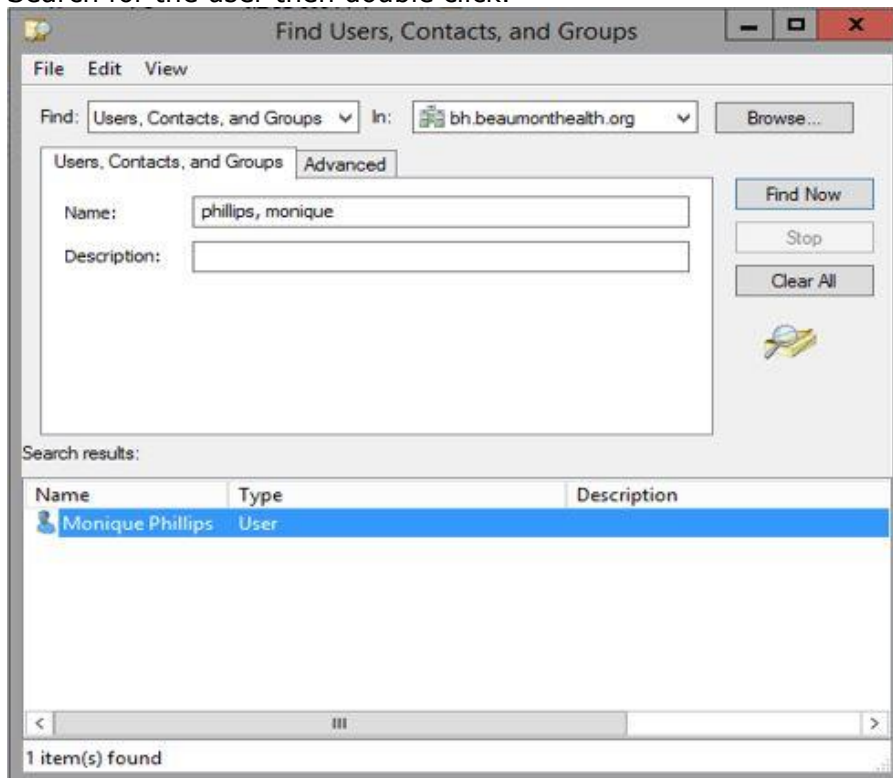 Search for the user then double click.
Find Users, Contacts, and Groups
File Edit View
Find: Users, Contacts, and Groups In: bh.beaumonthealth.org Browse...
Users, Contacts, and Groups Advanced
Find Now
Name: phillips, monique
Stop
Description:
Clear All
Search results:
Name Type Description
Monique Phillips User
1 item(s) found